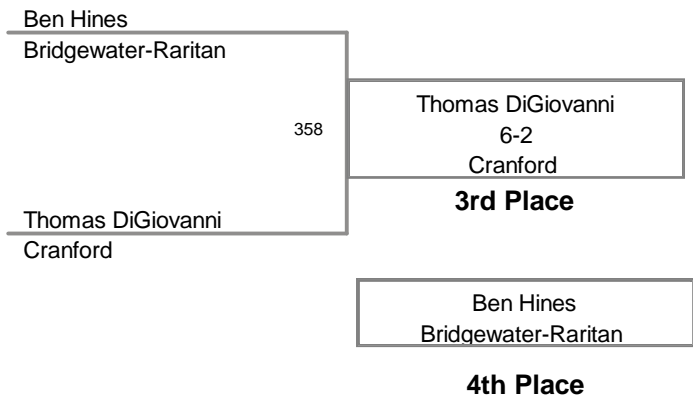 Ben Hines
Bridgewater-Raritan
358
Thomas DiGiovanni
6-2
Cranford
3rd Place
Thomas DiGiovanni
Cranford
Ben Hines
Bridgewater-Raritan
4th Place